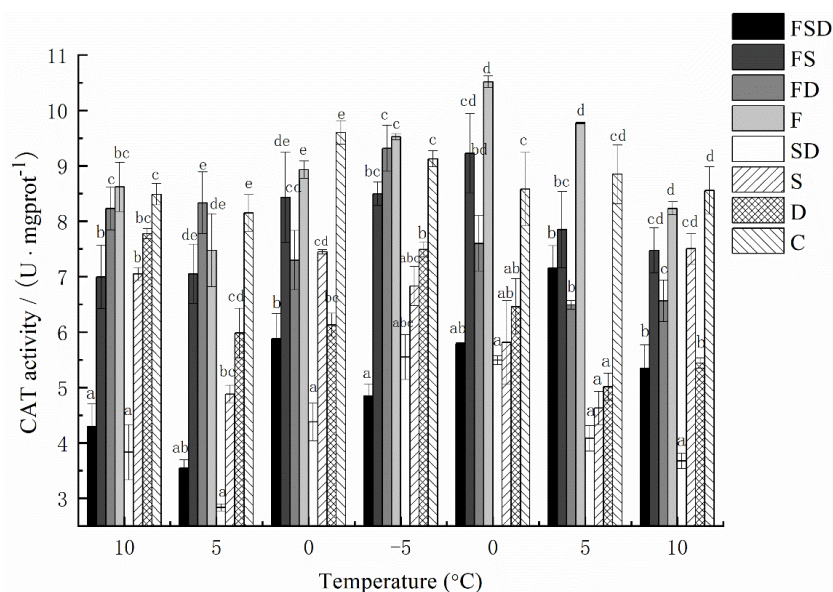 FSD
FS
FD
F
SD
S
D
C
CAT activity / (U · mgprot⁻¹)
11
10
9
8
7
6
5
4
3
a
c
c
bc
a
b
bc
c
ab
de
e
de
a
bc
cd
e
b
de
cd
e
a
cd
bc
e
a
bc
c
c
abc
abc
b
c
ab
cd
bd
d
a
ab
ab
c
b
bc
b
d
a
a
a
cd
b
cd
c
d
a
cd
b
d
10 5 0 −5 0 5 10
Temperature (°C)